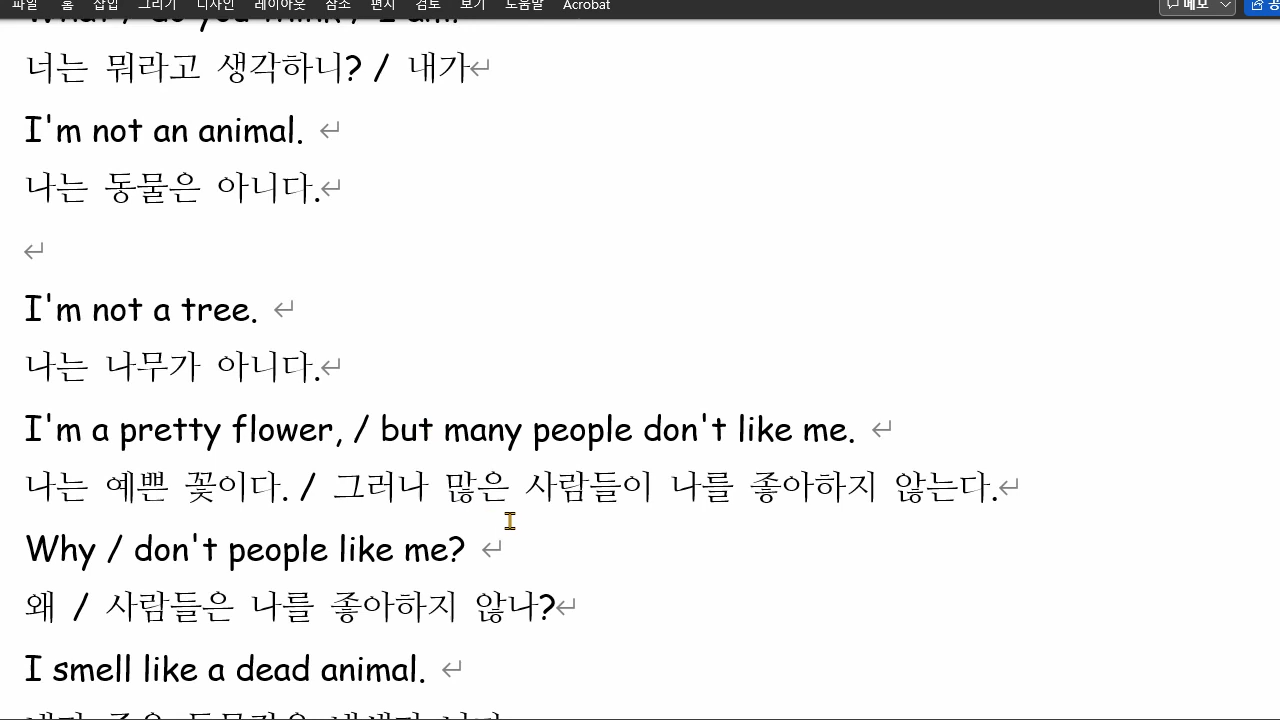 파일 홈 삽입 그리기 디자인 레이아웃 참조 편지 검토 보기 도움말 Acrobat 메모
What / do you think / I am?
너는 뭐라고 생각하니? / 내가
I'm not an animal.
나는 동물은 아니다.
I'm not a tree.
나는 나무가 아니다.
I'm a pretty flower, / but many people don't like me.
나는 예쁜 꽃이다. / 그러나 많은 사람들이 나를 좋아하지 않는다.
Why / don't people like me?
왜 / 사람들은 나를 좋아하지 않나?
I smell like a dead animal.